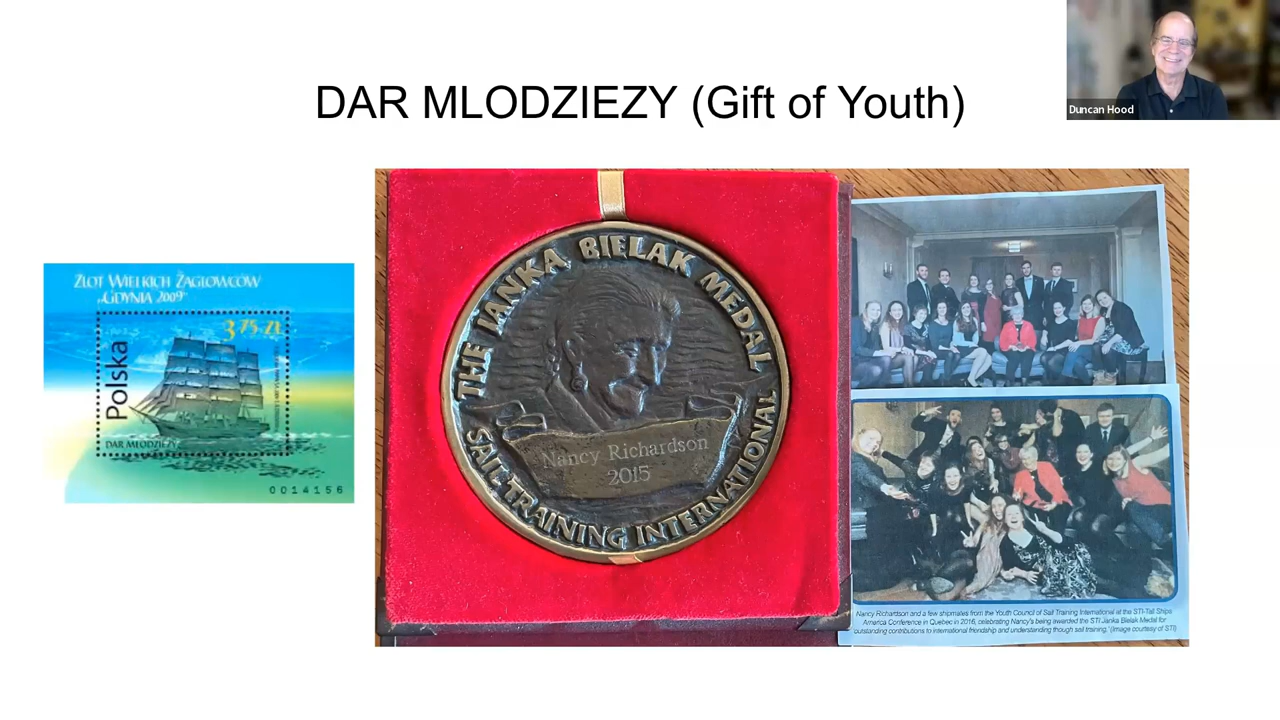 DAR MLODZIEZY (Gift of Youth)
Duncan Hood
ZLOT WIELKICH ŻAGLOWCÓW
„GDYNIA 2009”
3,75 ZŁ
Polska
DAR MŁODZIEŻY
0014156
THE JANKA BIELAK MEDAL
Nancy Richardson
2015
SAIL TRAINING INTERNATIONAL
Nancy Richardson and a few shipmates from the Youth Council of Sail Training International at the STI-Tall Ships
America Conference in Quebec in 2016, celebrating Nancy's being awarded the STI Janka Bielak Medal for
outstanding contributions to international friendship and understanding though sail training.' (Image courtesy of STI)